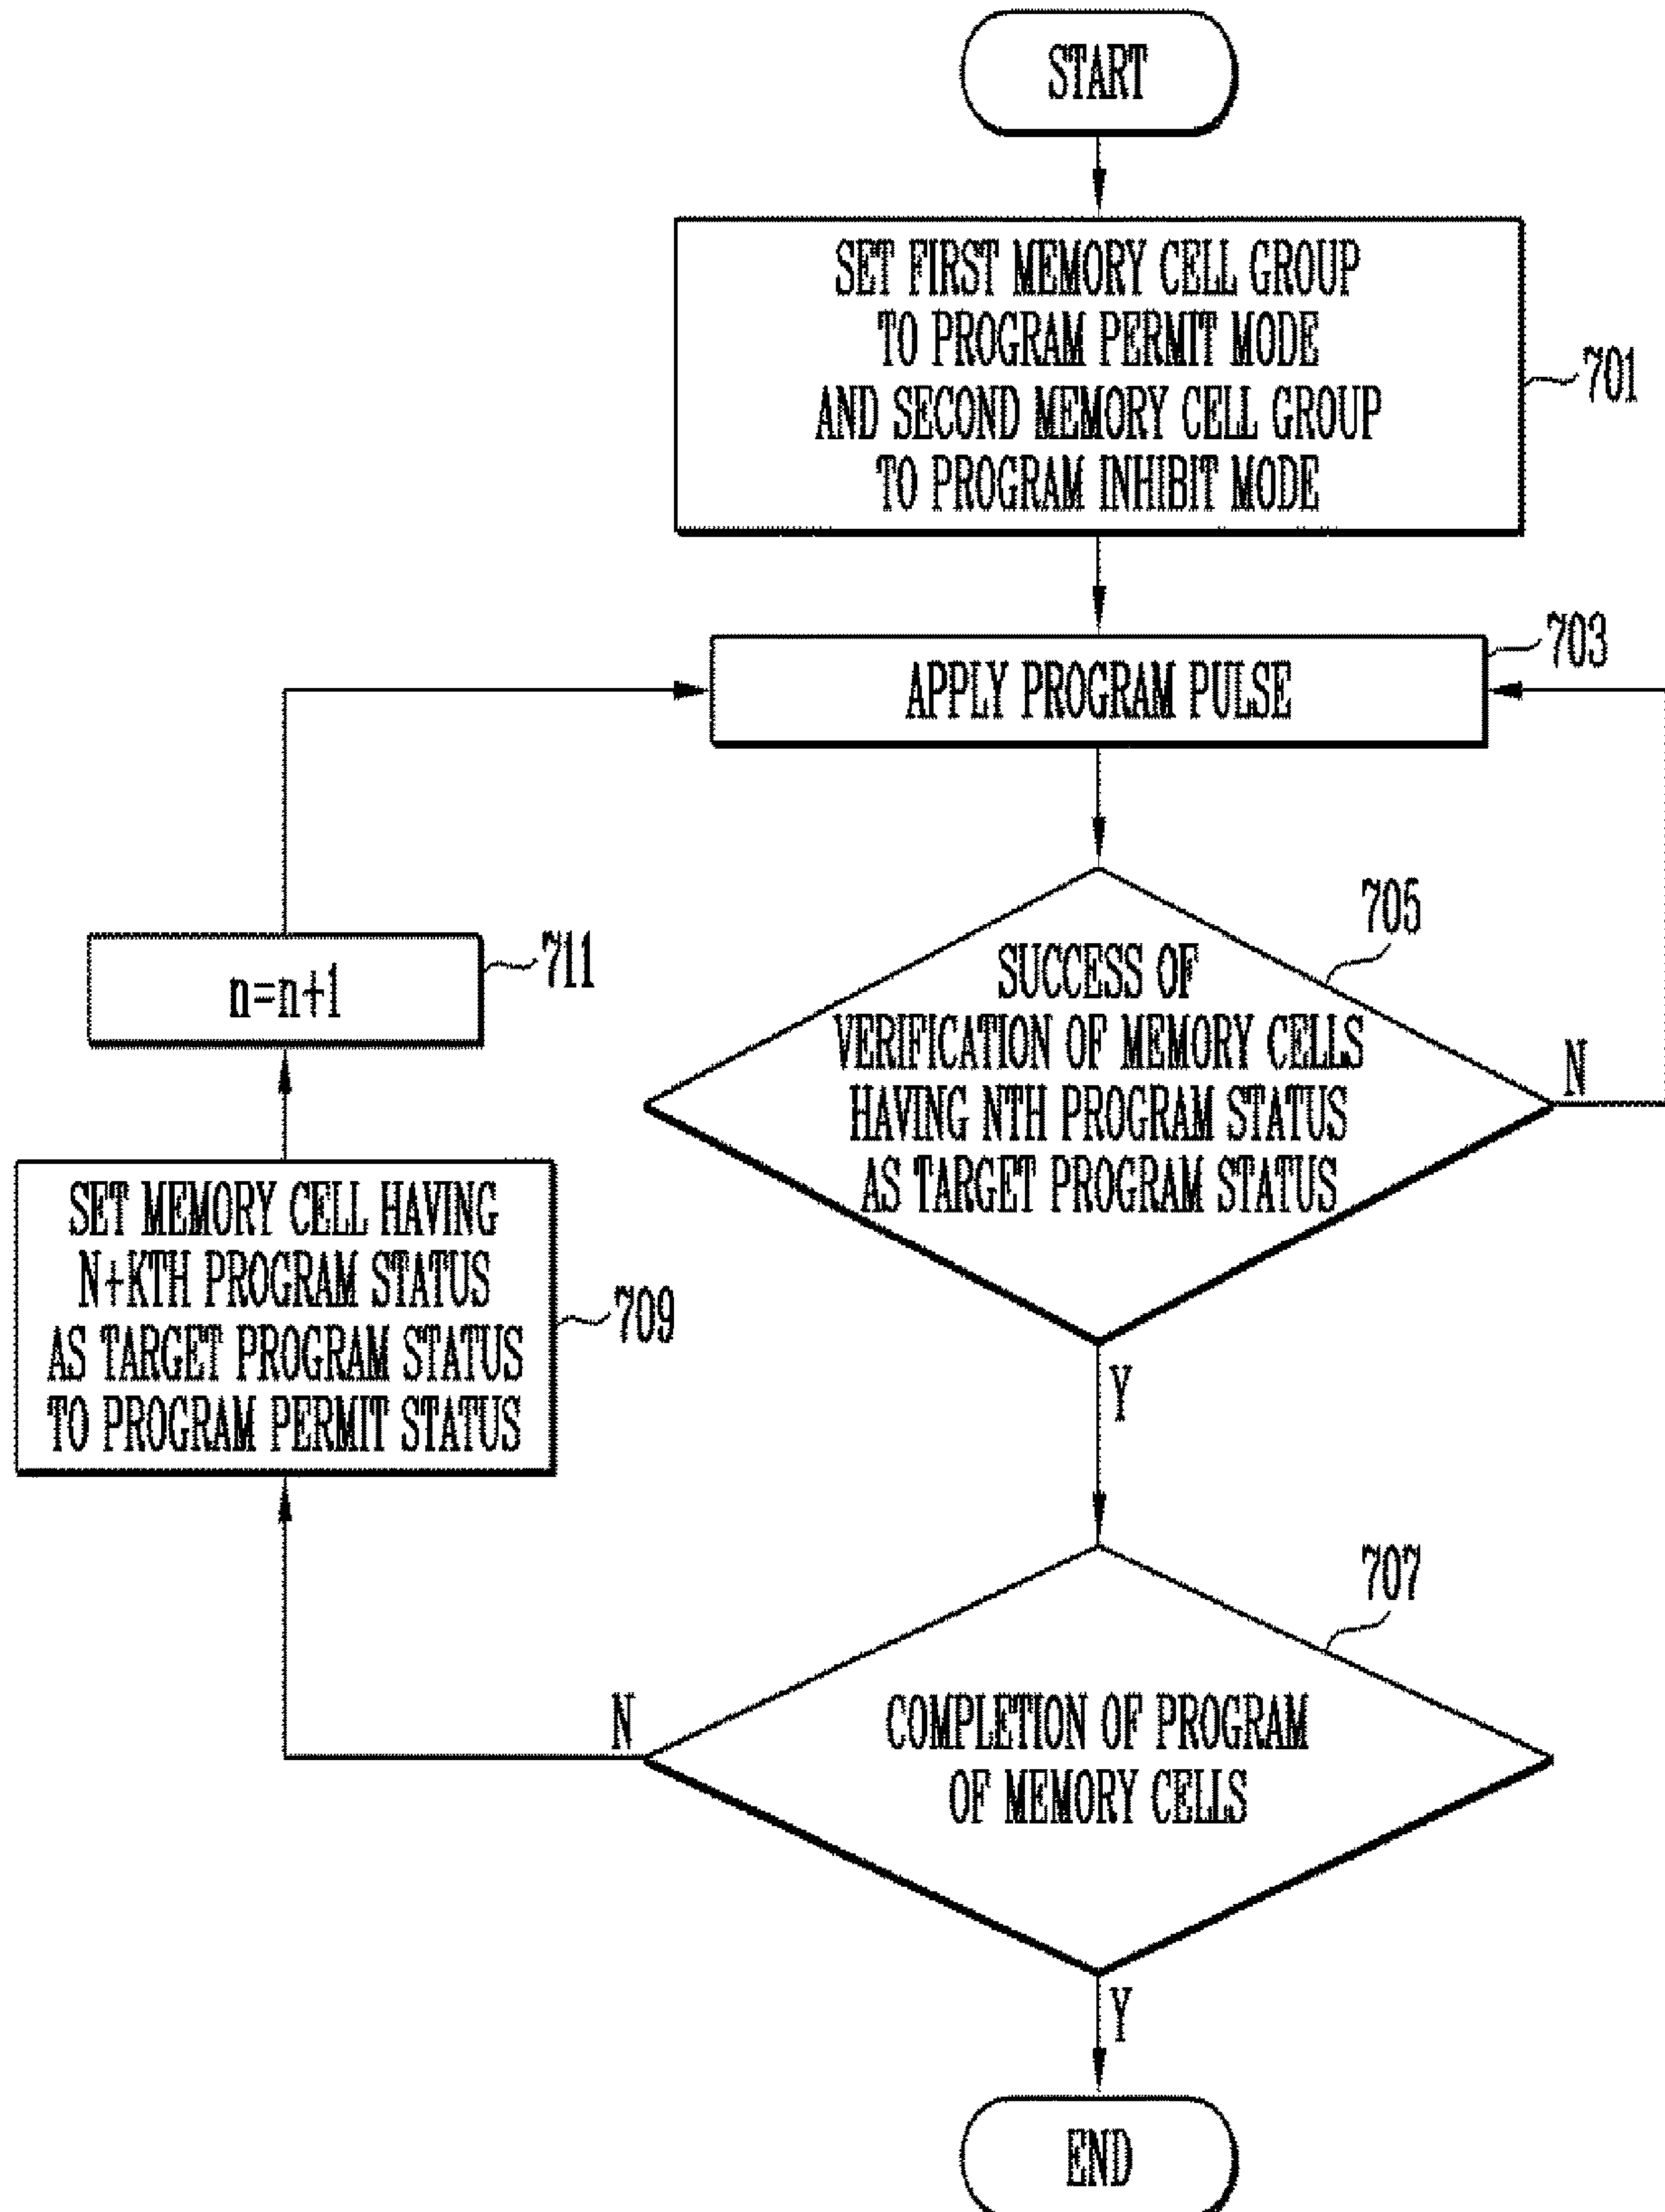 START
SET FIRST MEMORY CELL GROUP
TO PROGRAM PERMIT MODE
AND SECOND MEMORY CELL GROUP
TO PROGRAM INHIBIT MODE
701
703
APPLY PROGRAM PULSE
705
SUCCESS OF
VERIFICATION OF MEMORY CELLS
HAVING NTH PROGRAM STATUS
AS TARGET PROGRAM STATUS
N
Y
711
n=n+1
SET MEMORY CELL HAVING
N+KTH PROGRAM STATUS
AS TARGET PROGRAM STATUS
TO PROGRAM PERMIT STATUS
709
707
N
COMPLETION OF PROGRAM
OF MEMORY CELLS
Y
END